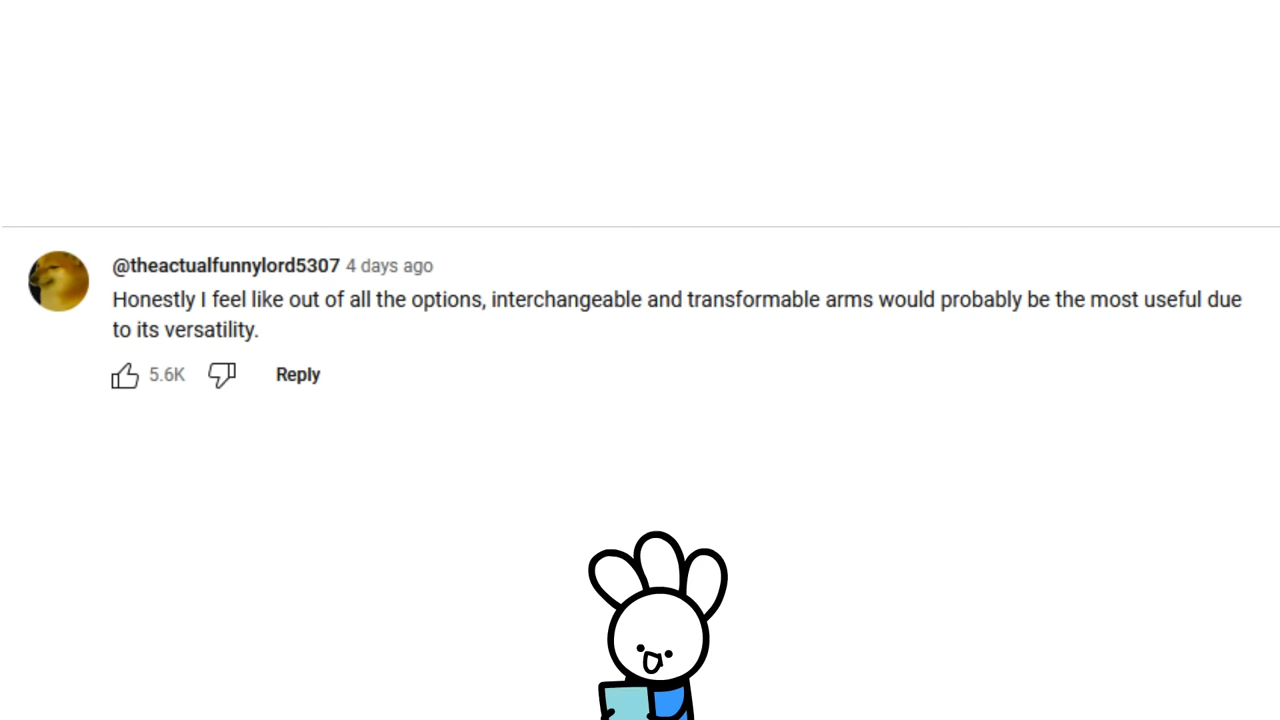 @theactualfunnylord5307 4 days ago
Honestly I feel like out of all the options, interchangeable and transformable arms would probably be the most useful due
to its versatility.
5.6K Reply